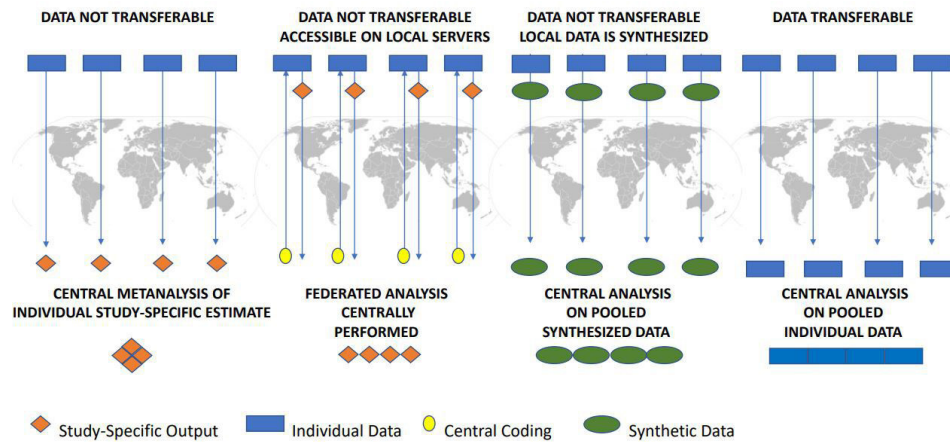 DATA NOT TRANSFERABLE
DATA NOT TRANSFERABLE
ACCESSIBLE ON LOCAL SERVERS
DATA NOT TRANSFERABLE
LOCAL DATA IS SYNTHESIZED
DATA TRANSFERABLE
CENTRAL METANALYSIS OF
INDIVIDUAL STUDY-SPECIFIC ESTIMATE
FEDERATED ANALYSIS
CENTRALLY
PERFORMED
CENTRAL ANALYSIS
ON POOLED
SYNTHESIZED DATA
CENTRAL ANALYSIS
ON POOLED
INDIVIDUAL DATA
Study-Specific Output
Individual Data
Central Coding
Synthetic Data